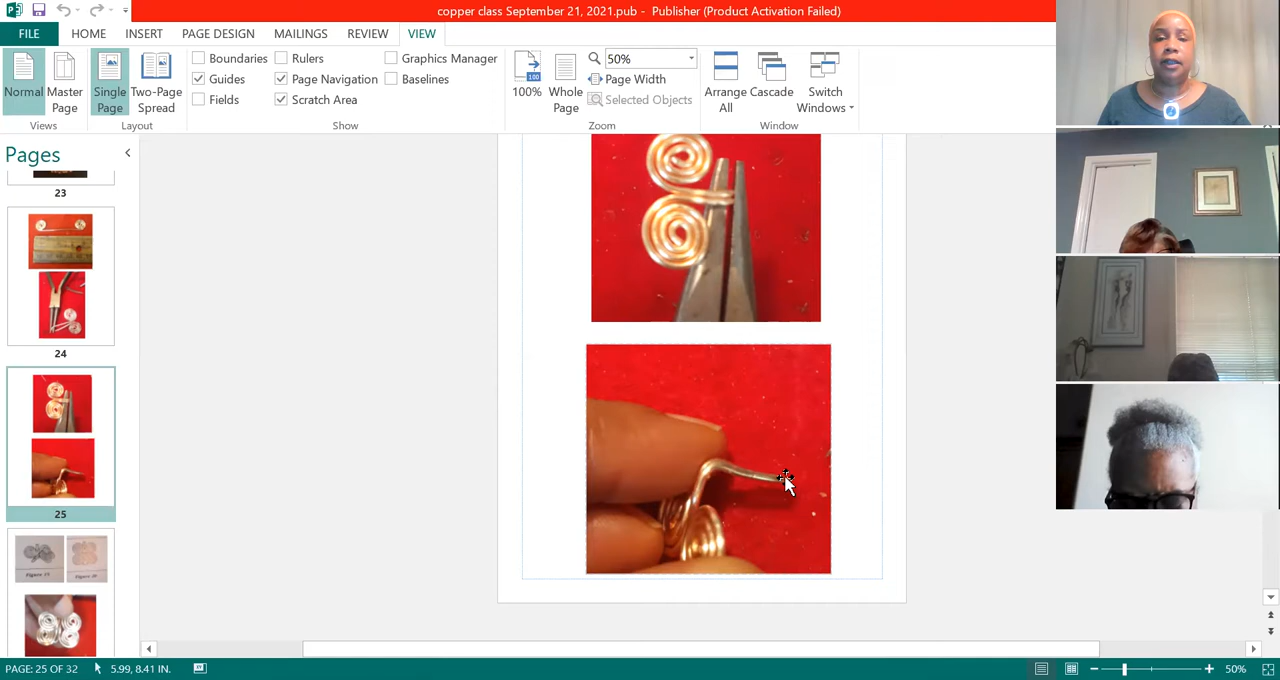 copper class September 21, 2021.pub - Publisher (Product Activation Failed)
FILE HOME INSERT PAGE DESIGN MAILINGS REVIEW VIEW
Normal
Master Page
Single Page
Two-Page Spread
Boundaries
Guides
Fields
Rulers
Page Navigation
Scratch Area
Graphics Manager
Baselines
100%
Whole Page
50%
Page Width
Selected Objects
Arrange All
Cascade
Switch Windows
Views
Layout
Show
Zoom
Window
Pages
23
24
25
Figure
Figure
PAGE: 25 OF 32
5.99, 8.41 IN.
50%